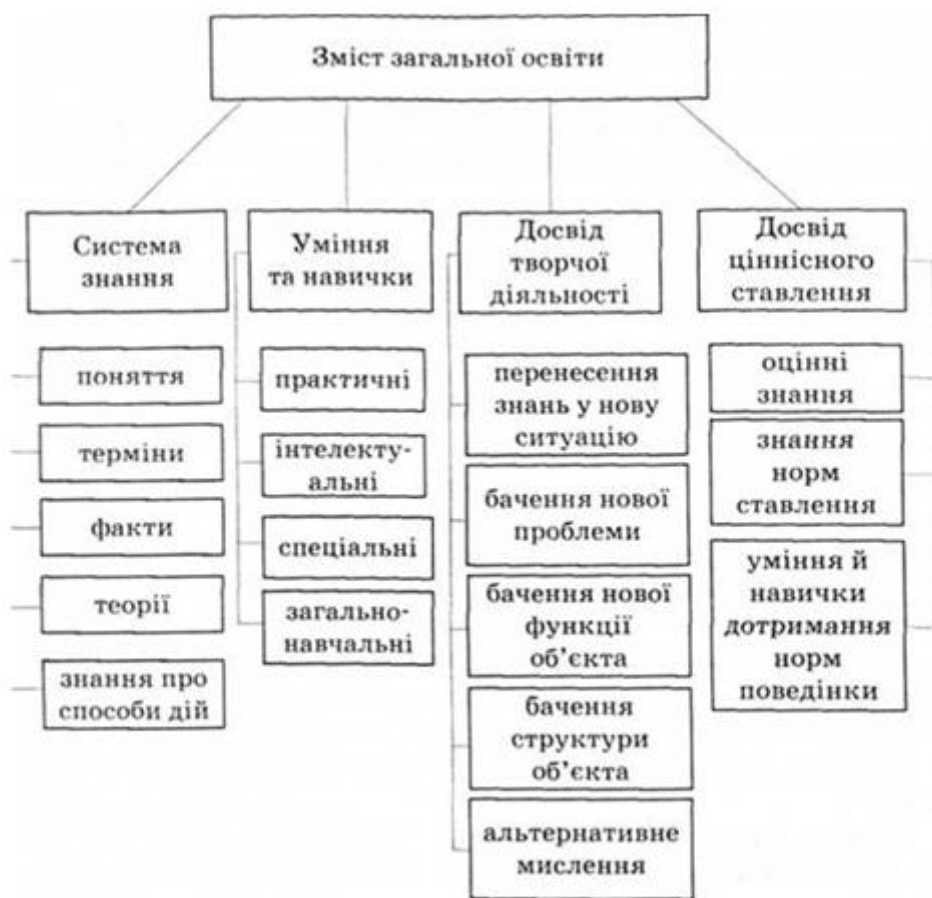 Зміст загальної освіти
Система
знання
поняття
терміни
факти
теорії
знання про
способи дій
Уміння
та навички
практичні
інтелекту-
альні
спеціальні
загально-
навчальні
Досвід
творчої
діяльності
перенесення
знань у нову
ситуацію
бачення нової
проблеми
бачення нової
функції
об’єкта
бачення
структури
об’єкта
альтернативне
мислення
Досвід
ціннісного
ставлення
оцінні
знання
знання
норм
ставлення
уміння й
навички
дотримання
норм
поведінки